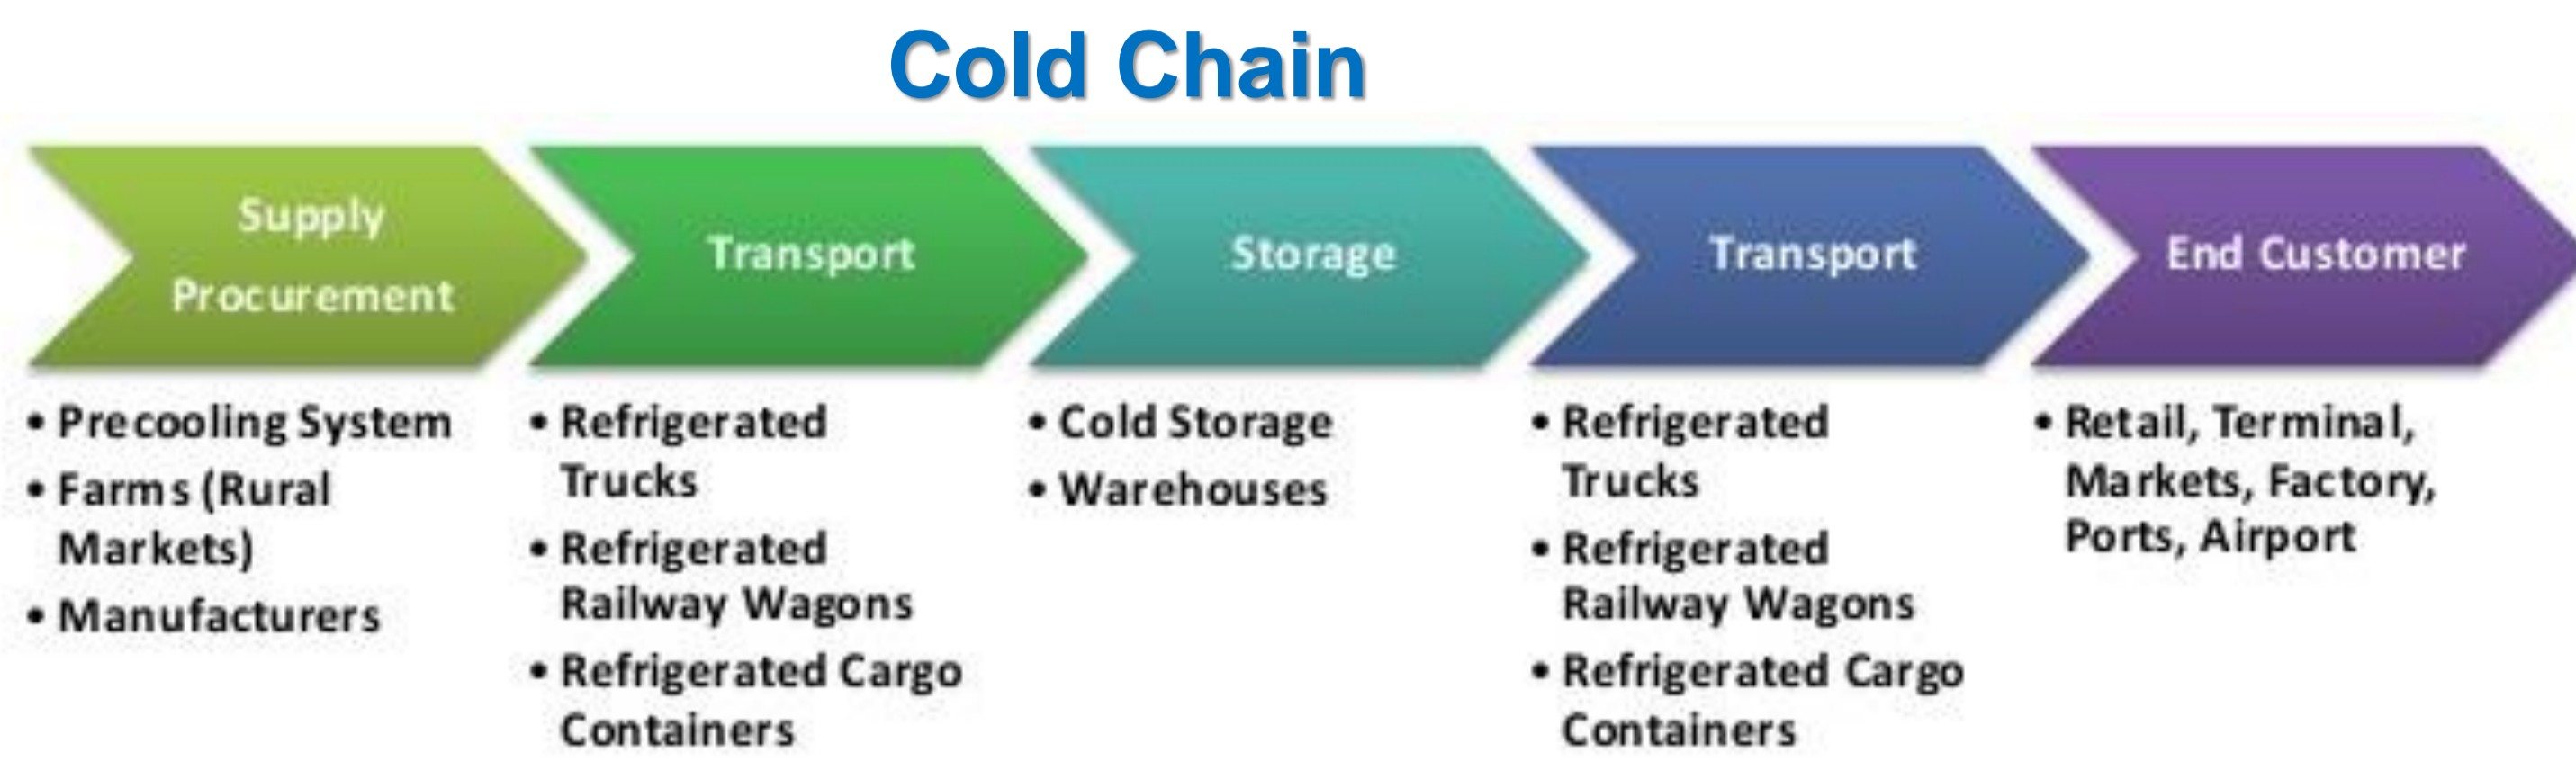 Cold Chain
Supply
Procurement
Transport
Storage
Transport
End Customer
• Precooling System
• Farms (Rural
Markets)
• Manufacturers
• Refrigerated
Trucks
• Refrigerated
Railway Wagons
• Refrigerated Cargo
Containers
• Cold Storage
• Warehouses
• Refrigerated
Trucks
• Refrigerated
Railway Wagons
• Refrigerated Cargo
Containers
• Retail, Terminal,
Markets, Factory,
Ports, Airport